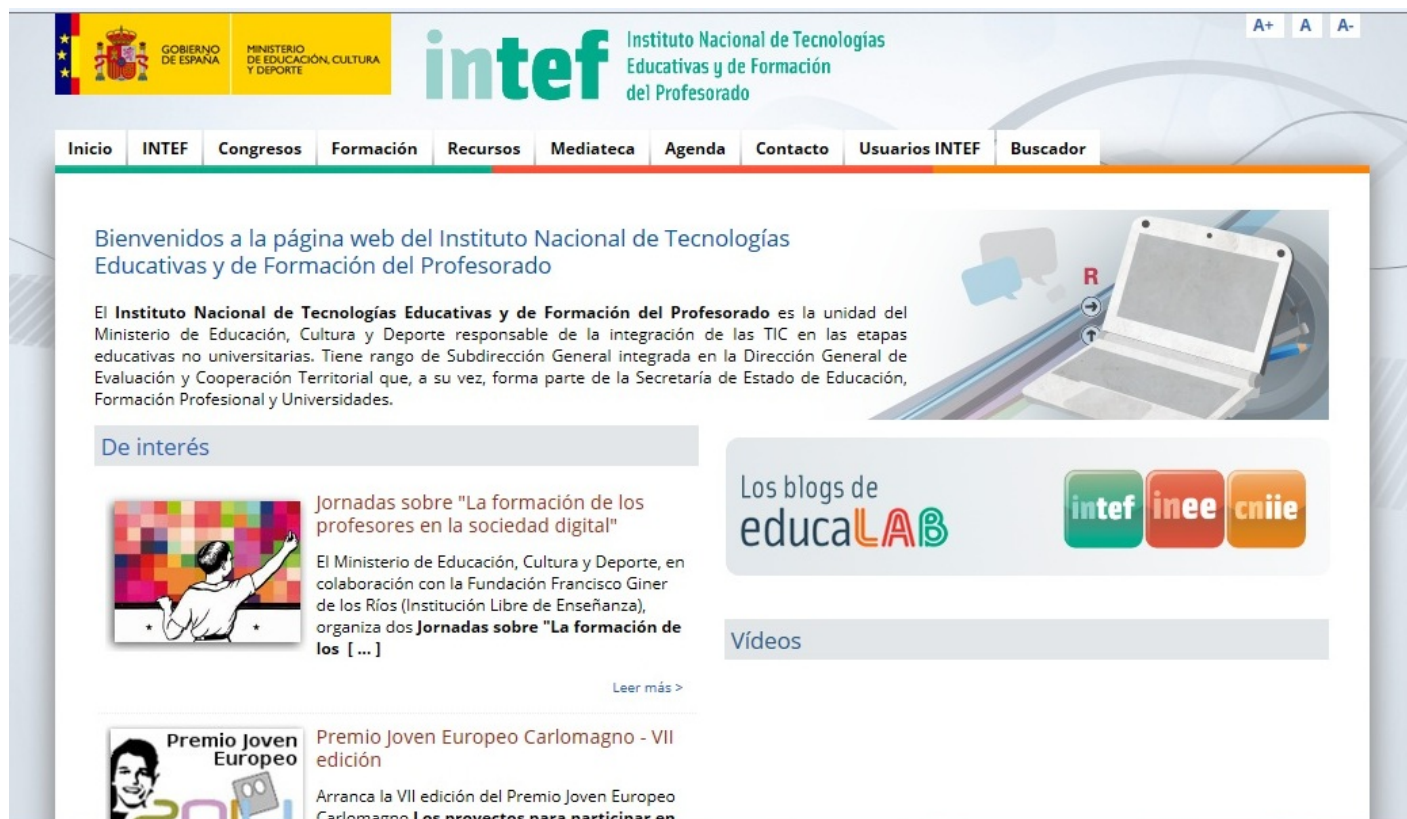 GOBIERNO
DE ESPAÑA
MINISTERIO
DE EDUCACIÓN, CULTURA
Y DEPORTE
intef
Instituto Nacional de Tecnologías
Educativas y de Formación
del Profesorado
A+ A A-
Inicio INTEF Congresos Formación Recursos Mediateca Agenda Contacto Usuarios INTEF Buscador
Bienvenidos a la página web del Instituto Nacional de Tecnologías
Educativas y de Formación del Profesorado
El Instituto Nacional de Tecnologías Educativas y de Formación del Profesorado es la unidad del
Ministerio de Educación, Cultura y Deporte responsable de la integración de las TIC en las etapas
educativas no universitarias. Tiene rango de Subdirección General integrada en la Dirección General de
Evaluación y Cooperación Territorial que, a su vez, forma parte de la Secretaría de Estado de Educación,
Formación Profesional y Universidades.
R
De interés
Jornadas sobre "La formación de los
profesores en la sociedad digital"
El Ministerio de Educación, Cultura y Deporte, en
colaboración con la Fundación Francisco Giner
de los Ríos (Institución Libre de Enseñanza),
organiza dos Jornadas sobre "La formación de
los [ ... ]
Leer más >
Premio Joven
Europeo
2014
Premio Joven Europeo Carlomagno - VII
edición
Arranca la VII edición del Premio Joven Europeo
Carlomagno Los proyectos para participar en
Los blogs de
educaLAB
intef inee cniie
Vídeos